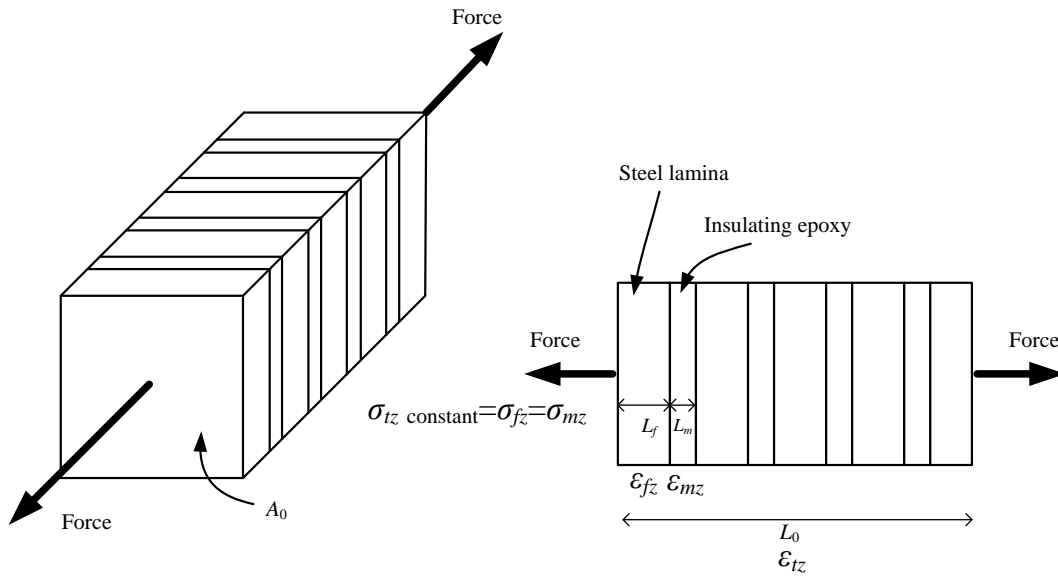 Force
Steel lamina
Insulating epoxy
Force
Force
σtz constant=σfz=σmz
Lf
Lm
εfz
εmz
A0
Force
L0
εtz